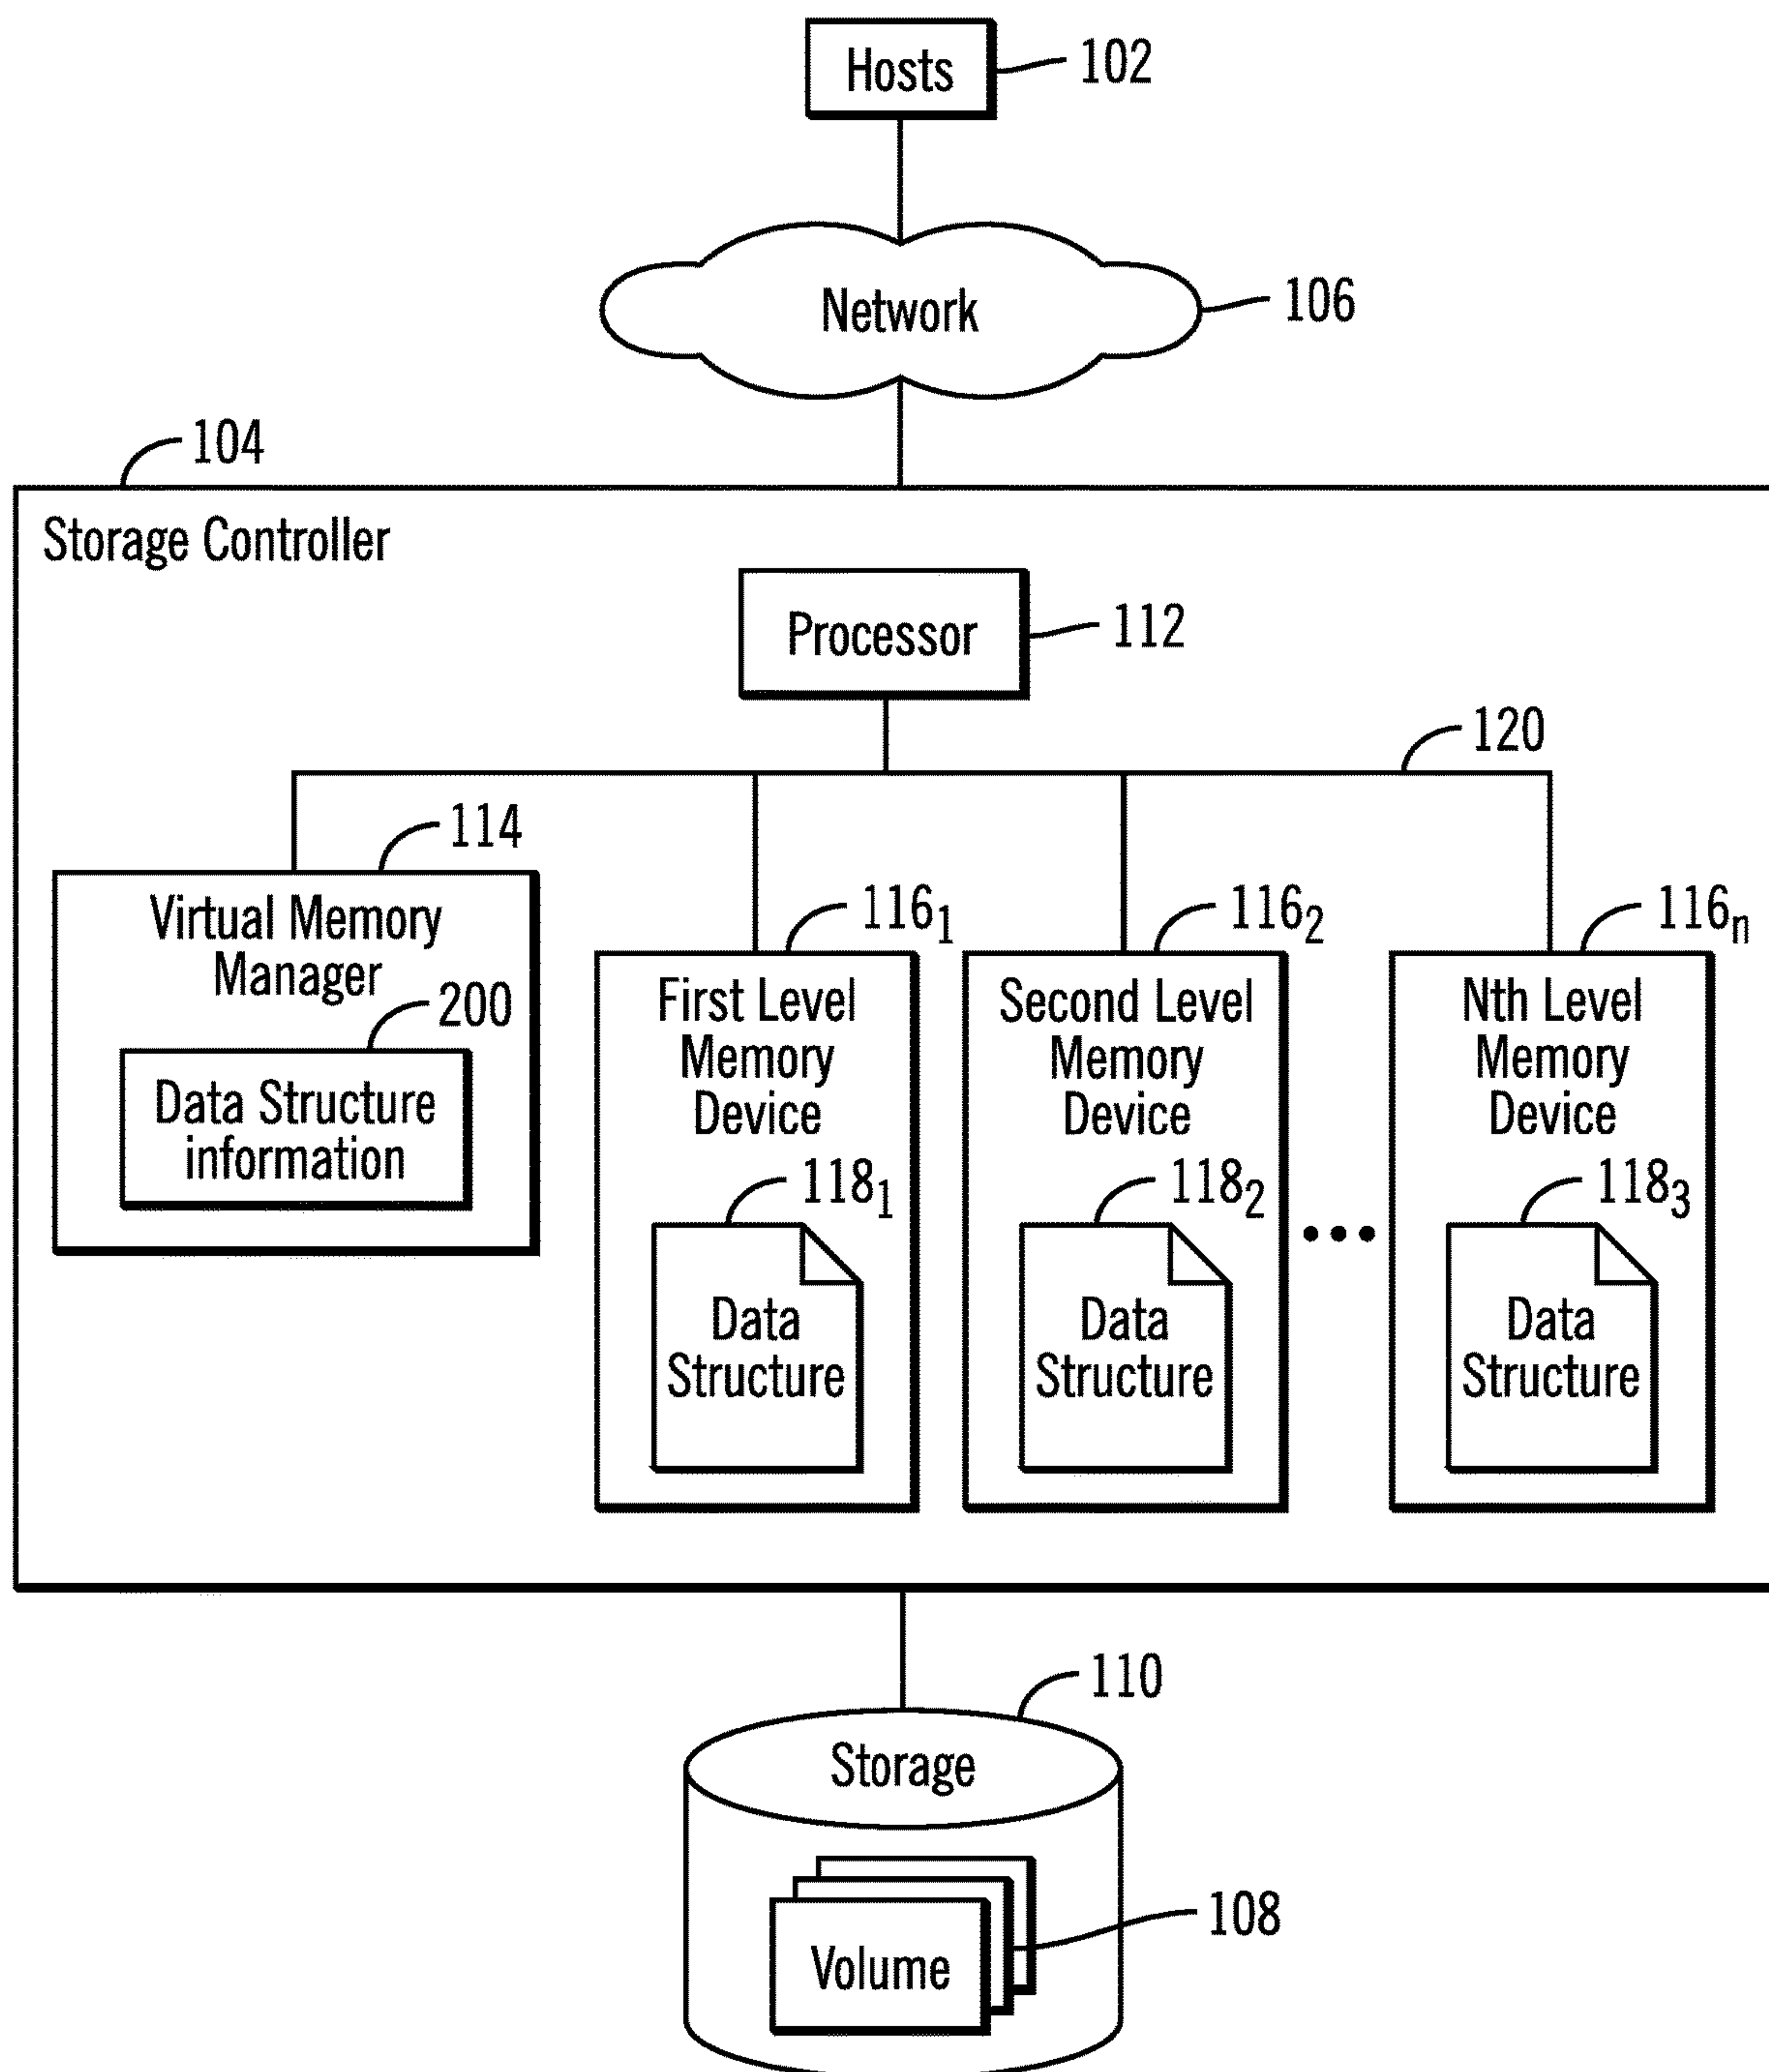 Hosts
102
Network
106
104
Storage Controller
Processor
112
120
114
Virtual Memory
Manager
200
Data Structure
information
116₁
First Level
Memory
Device
118₁
Data
Structure
116₂
Second Level
Memory
Device
118₂
Data
Structure
•••
116ₙ
Nth Level
Memory
Device
118₃
Data
Structure
110
Storage
108
Volume